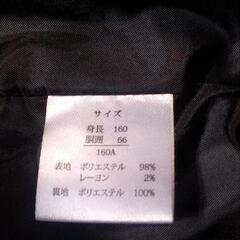 サイズ
身長 160
胴囲 66
160A
表地 ポリエステル 98%
レーヨン 2%
裏地 ポリエステル 100%